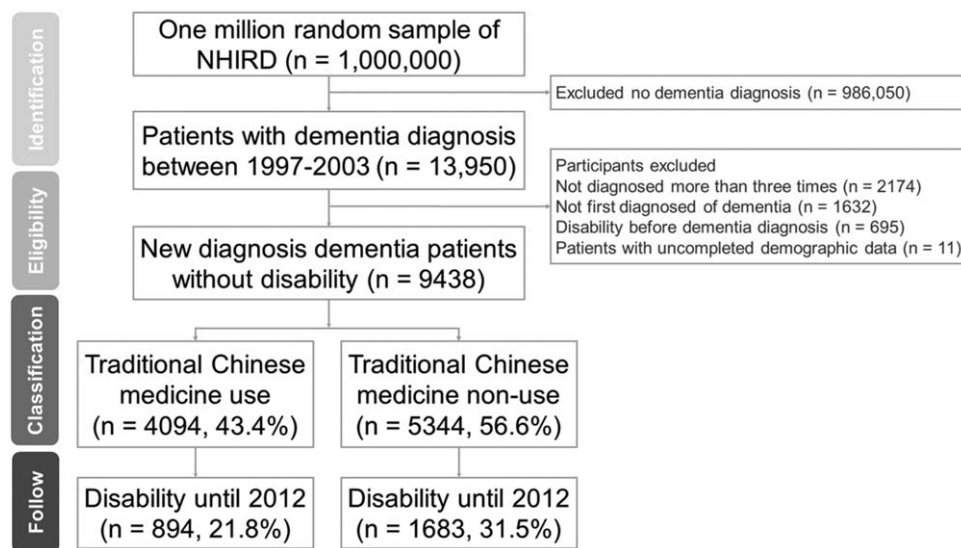 Identification
One million random sample of
NHIRD (n = 1,000,000)
Excluded no dementia diagnosis (n = 986,050)
Patients with dementia diagnosis
between 1997-2003 (n = 13,950)
Eligibility
Participants excluded
Not diagnosed more than three times (n = 2174)
Not first diagnosed of dementia (n = 1632)
Disability before dementia diagnosis (n = 695)
Patients with uncompleted demographic data (n = 11)
New diagnosis dementia patients
without disability (n = 9438)
Classification
Traditional Chinese
medicine use
(n = 4094, 43.4%)
Traditional Chinese
medicine non-use
(n = 5344, 56.6%)
Follow
Disability until 2012
(n = 894, 21.8%)
Disability until 2012
(n = 1683, 31.5%)